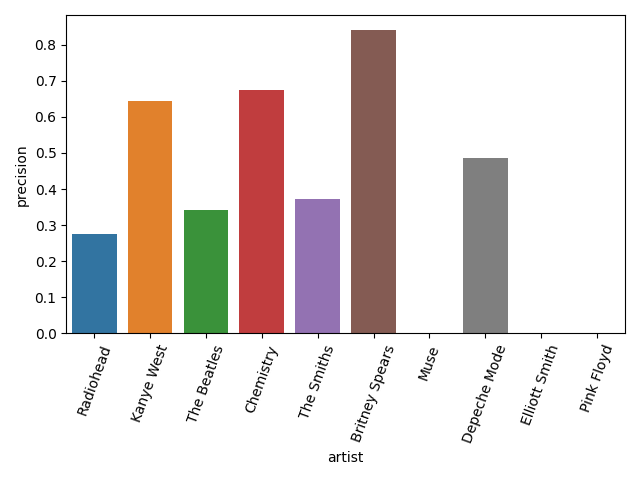 precision
0.8
0.7
0.6
0.5
0.4
0.3
0.2
0.1
0.0
Radiohead
Kanye West
The Beatles
Chemistry
The Smiths
Britney Spears
Muse
Depeche Mode
Elliott Smith
Pink Floyd
artist